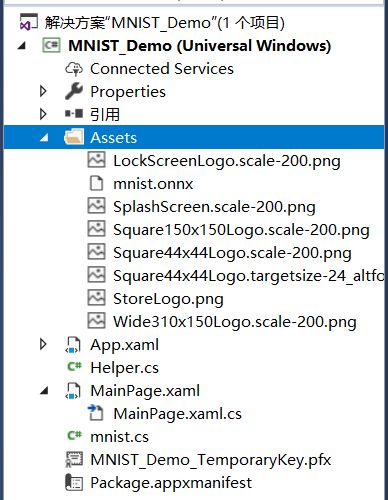 解决方案"MNIST_Demo"(1 个项目)
MNIST_Demo (Universal Windows)
Connected Services
Properties
引用
Assets
LockScreenLogo.scale-200.png
mnist.onnx
SplashScreen.scale-200.png
Square150x150Logo.scale-200.png
Square44x44Logo.scale-200.png
Square44x44Logo.targetsize-24_altfo
StoreLogo.png
Wide310x150Logo.scale-200.png
App.xaml
Helper.cs
MainPage.xaml
MainPage.xaml.cs
mnist.cs
MNIST_Demo_TemporaryKey.pfx
Package.appxmanifest